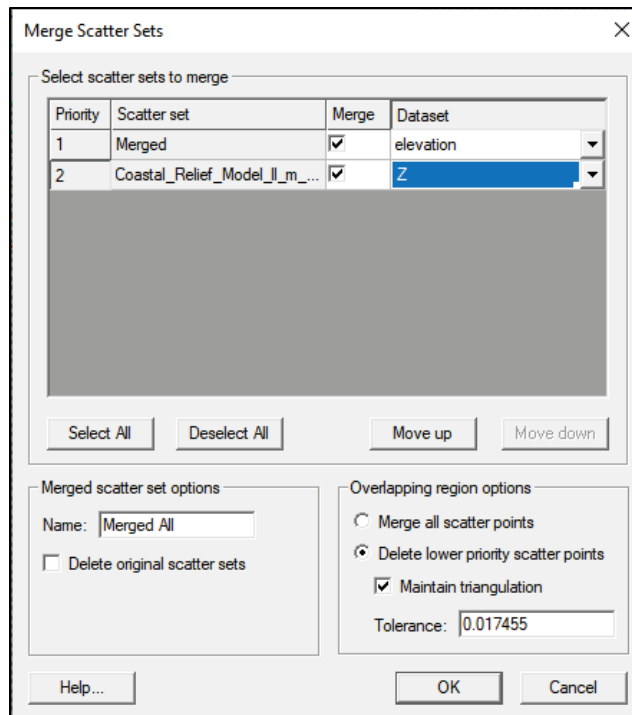 Merge Scatter Sets
Select scatter sets to merge
Priority Scatter set Merge Dataset
1 Merged elevation
2 Coastal_Relief_Model_ll_m_... Z
Select All Deselect All Move up Move down
Merged scatter set options
Name: Merged All
Delete original scatter sets
Overlapping region options
Merge all scatter points
Delete lower priority scatter points
Maintain triangulation
Tolerance: 0.017455
Help... OK Cancel